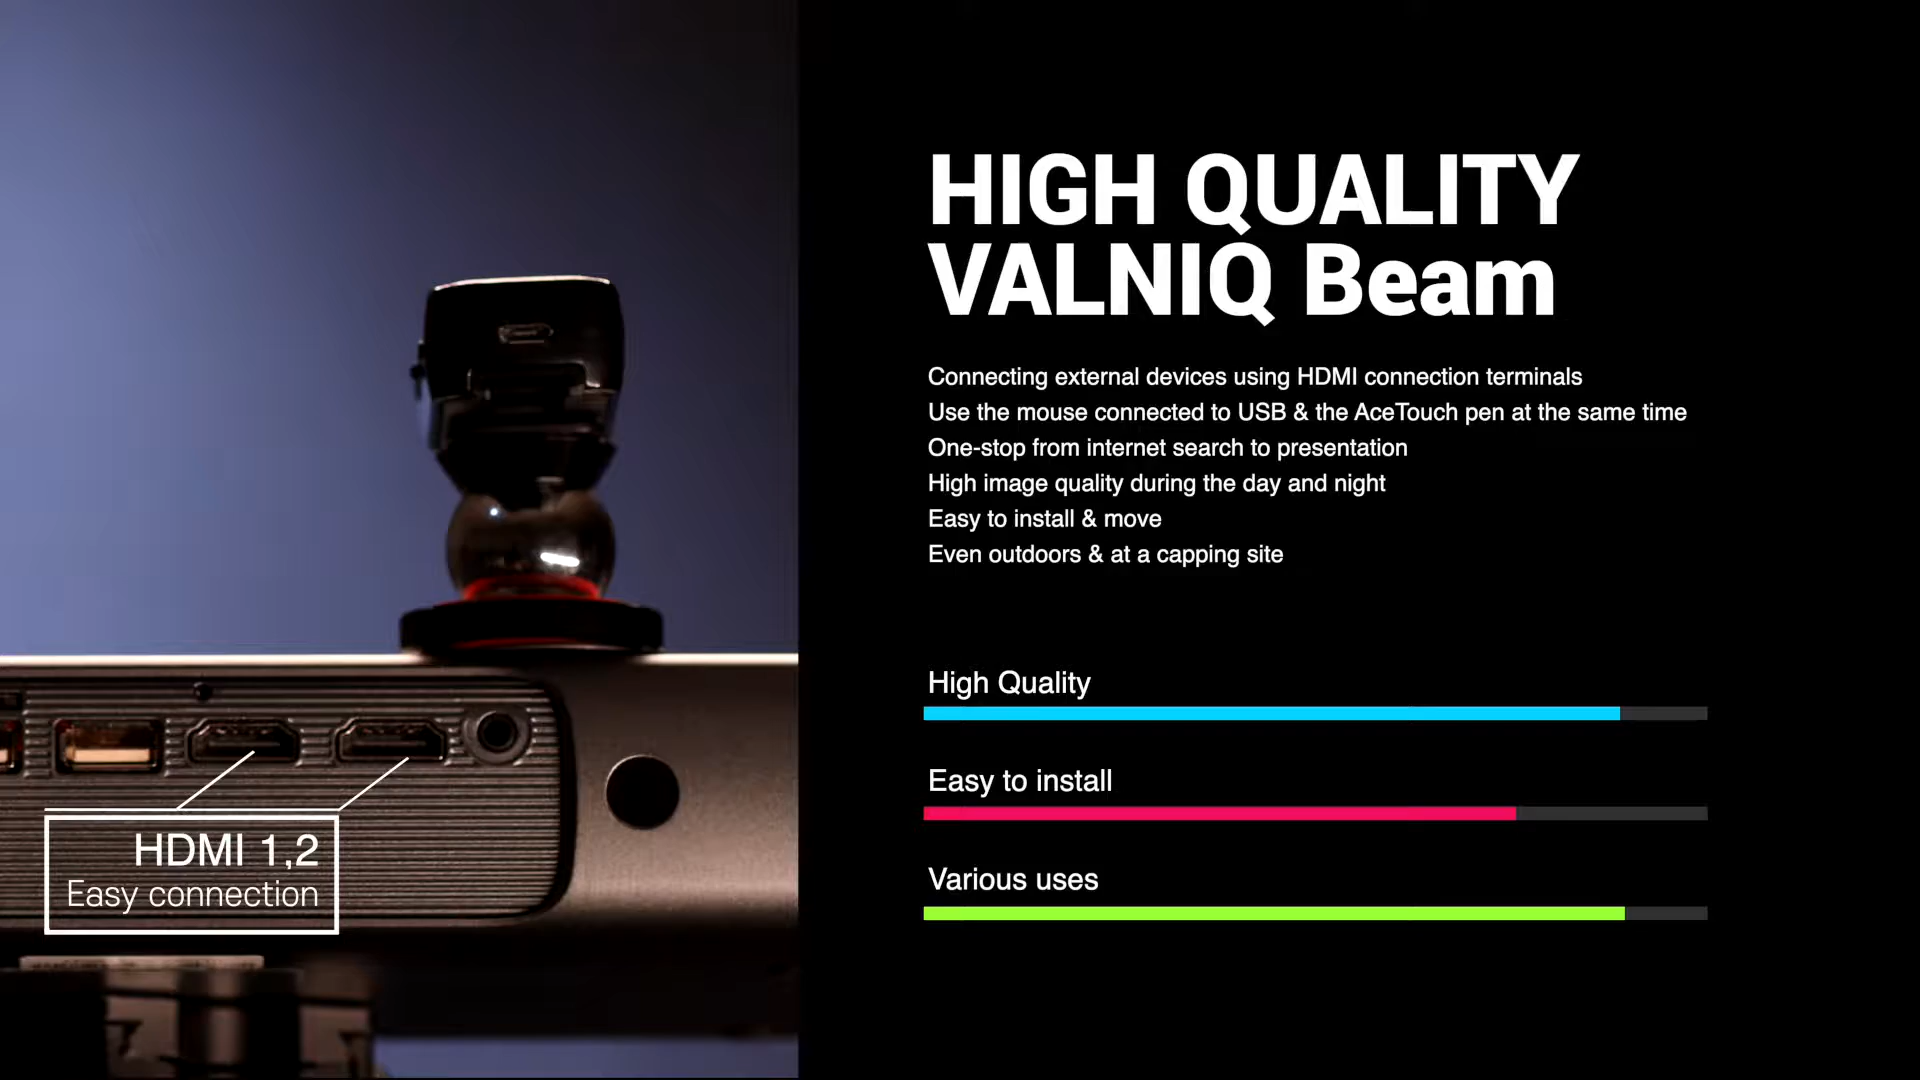 HIGH QUALITY
VALNIQ Beam
Connecting external devices using HDMI connection terminals
Use the mouse connected to USB & the AceTouch pen at the same time
One-stop from internet search to presentation
High image quality during the day and night
Easy to install & move
Even outdoors & at a capping site
High Quality
Easy to install
Various uses
HDMI 1,2
Easy connection